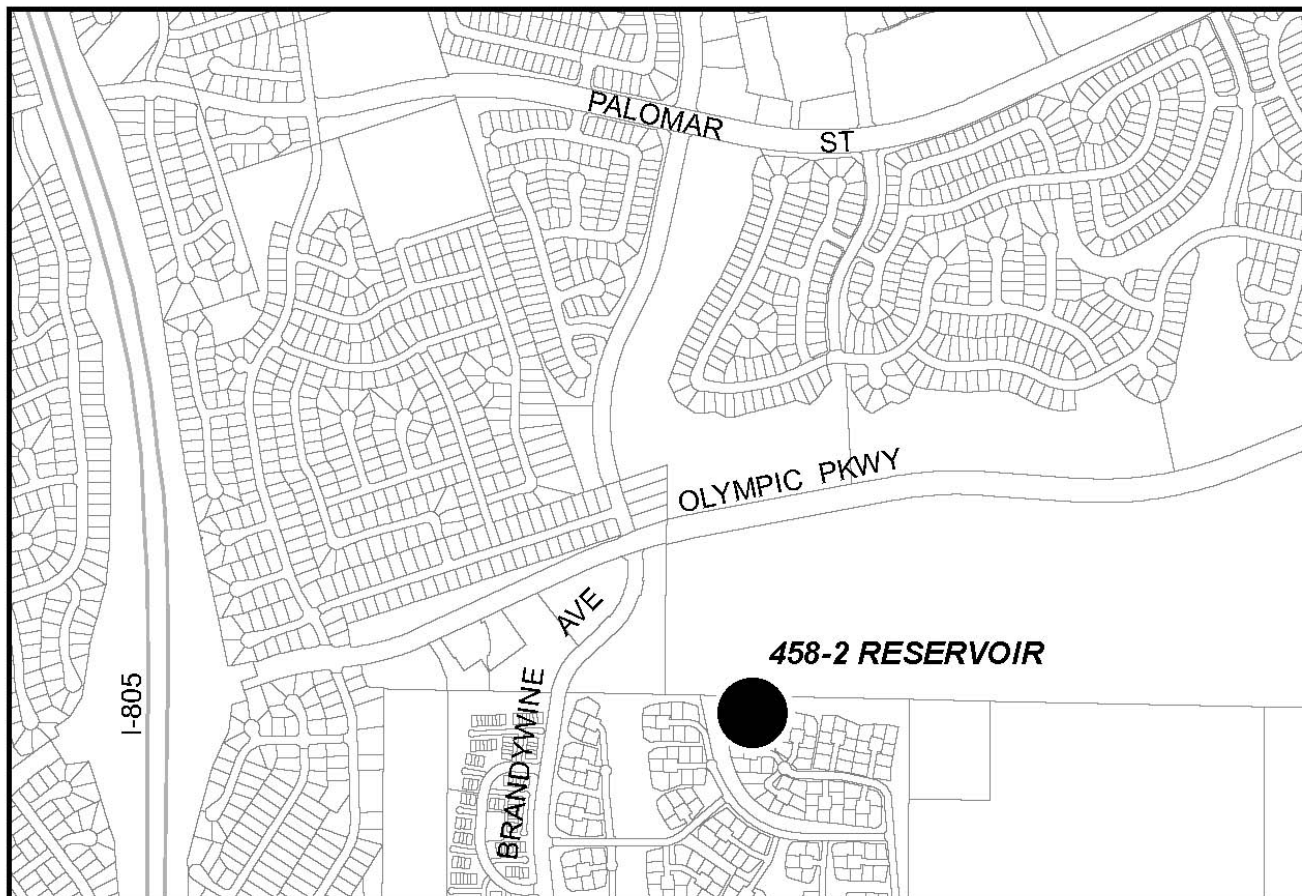 PALOMAR ST
OLYMPIC PKWY
BRANDYWINE AVE
458-2 RESERVOIR
I-805